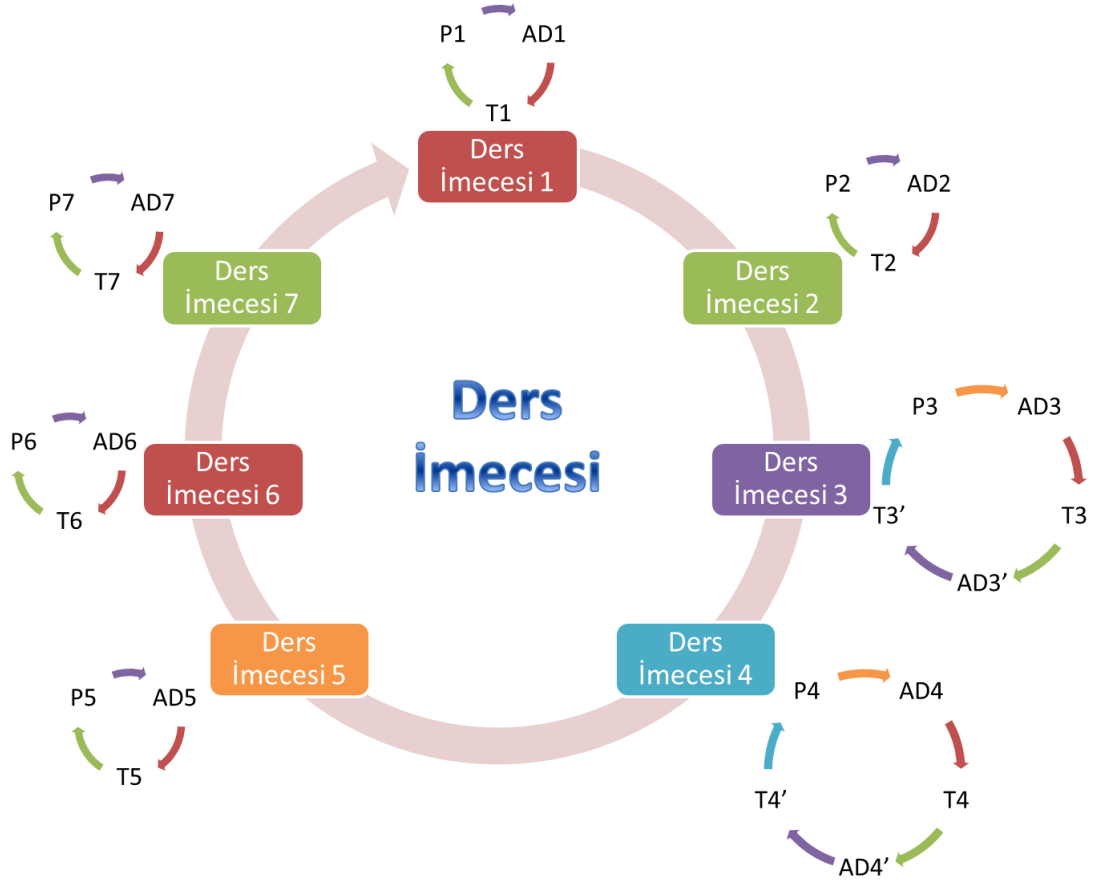 P1
AD1
T1
Ders
İmecesi 1
P2
AD2
T2
Ders
İmecesi 2
P3
AD3
T3
AD3’
T3’
Ders
İmecesi 3
P4
AD4
T4
AD4’
T4’
Ders
İmecesi 4
P5
AD5
T5
Ders
İmecesi 5
P6
AD6
T6
Ders
İmecesi 6
P7
AD7
T7
Ders
İmecesi 7
Ders
İmecesi